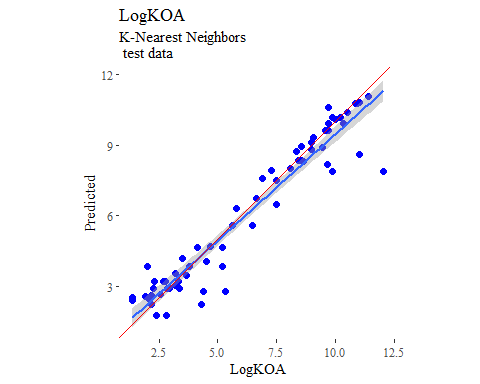 LogKOA
K-Nearest Neighbors
test data
12
9
6
3
Predicted
2.5 5.0 7.5 10.0 12.5
LogKOA